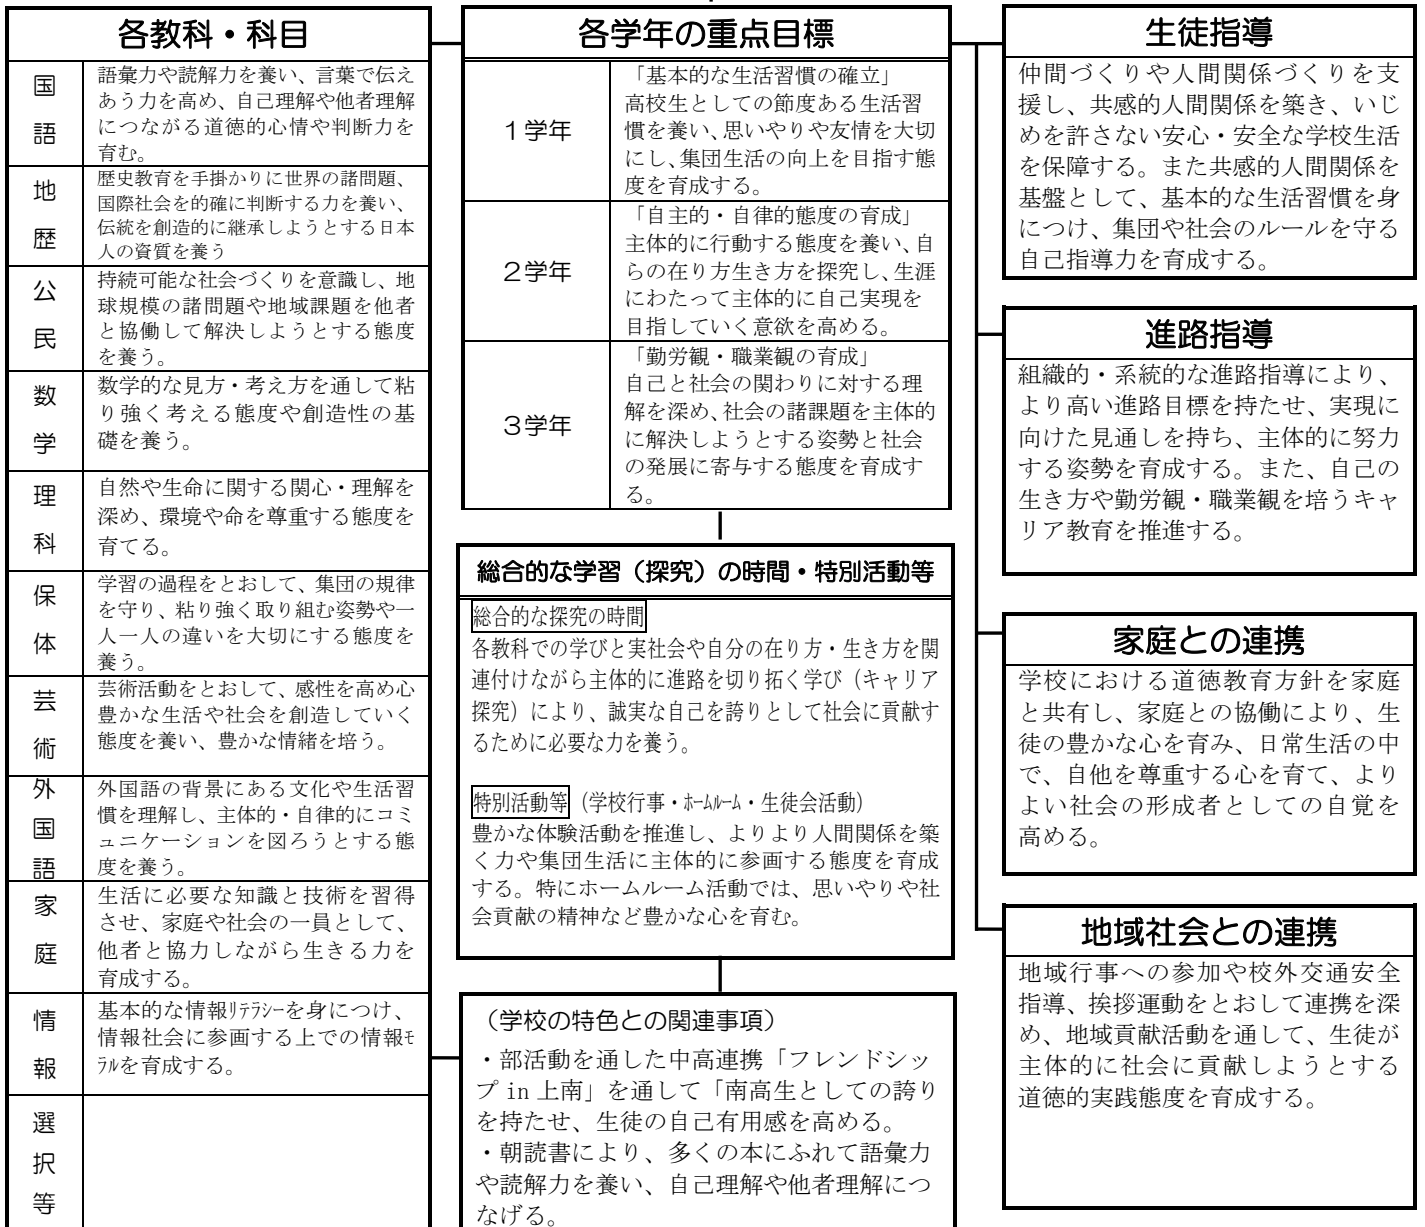 各教科・科目
国語
語彙力や読解力を養い、言葉で伝え
あう力を高め、自己理解や他者理解
につながる道徳的心情や判断力を
育む。
地歴
歴史教育を手掛かりに世界の諸問題、
国際社会を的確に判断する力を養い、
伝統を創造的に継承しようとする日本
人の資質を養う
公民
持続可能な社会づくりを意識し、地
球規模の諸問題や地域課題を他者
と協働して解決しようとする態度
を養う。
数学
数学的な見方・考え方を通して粘
り強く考える態度や創造性の基
礎を養う。
理科
自然や生命に関する関心・理解を
深め、環境や命を尊重する態度を
育てる。
保体
学習の過程をとおして、集団の規律
を守り、粘り強く取り組む姿勢や一
人一人の違いを大切にする態度を
養う。
芸術
芸術活動をとおして、感性を高め心
豊かな生活や社会を創造していく
態度を養い、豊かな情緒を培う。
外国語
外国語の背景にある文化や生活習
慣を理解し、主体的・自律的にコミ
ュニケーションを図ろうとする態
度を養う。
家庭
生活に必要な知識と技術を習得
させ、家庭や社会の一員として、
他者と協力しながら生きる力を
育成する。
情報
基本的な情報ﾘﾃﾗｼｰを身につけ、
情報社会に参画する上での情報ﾓ
ﾗﾙを育成する。
選択等
各学年の重点目標
1学年
「基本的な生活習慣の確立」
高校生としての節度ある生活習
慣を養い、思いやりや友情を大切
にし、集団生活の向上を目指す態
度を育成する。
2学年
「自主的・自律的態度の育成」
主体的に行動する態度を養い、自
らの在り方生き方を探究し、生涯
にわたって主体的に自己実現を
目指していく意欲を高める。
3学年
「勤労観・職業観の育成」
自己と社会の関わりに対する理
解を深め、社会の諸課題を主体的
に解決しようとする姿勢と社会
の発展に寄与する態度を育成す
る。
総合的な学習（探究）の時間・特別活動等
総合的な探究の時間
各教科での学びと実社会や自分の在り方・生き方を関
連付けながら主体的に進路を切り拓く学び（キャリア
探究）により、誠実な自己を誇りとして社会に貢献す
るために必要な力を養う。
特別活動等（学校行事・ﾎｰﾑﾙｰﾑ・生徒会活動）
豊かな体験活動を推進し、よりより人間関係を築
く力や集団生活に主体的に参画する態度を育成
する。特にホームルーム活動では、思いやりや社
会貢献の精神など豊かな心を育む。
（学校の特色との関連事項）
・部活動を通した中高連携「フレンドシッ
プ in 上南」を通して「南高生としての誇り
を持たせ、生徒の自己有用感を高める。
・朝読書により、多くの本にふれて語彙力
や読解力を養い、自己理解や他者理解につ
なげる。
生徒指導
仲間づくりや人間関係づくりを支
援し、共感的人間関係を築き、いじ
めを許さない安心・安全な学校生活
を保障する。また共感的人間関係を
基盤として、基本的な生活習慣を身
につけ、集団や社会のルールを守る
自己指導力を育成する。
進路指導
組織的・系統的な進路指導により、
より高い進路目標を持たせ、実現に
向けた見通しを持ち、主体的に努力
する姿勢を育成する。また、自己の
生き方や勤労観・職業観を培うキャ
リア教育を推進する。
家庭との連携
学校における道徳教育方針を家庭
と共有し、家庭との協働により、生
徒の豊かな心を育み、日常生活の中
で、自他を尊重する心を育て、より
よい社会の形成者としての自覚を
高める。
地域社会との連携
地域行事への参加や校外交通安全
指導、挨拶運動をとおして連携を深
め、地域貢献活動を通して、生徒が
主体的に社会に貢献しようとする
道徳的実践態度を育成する。